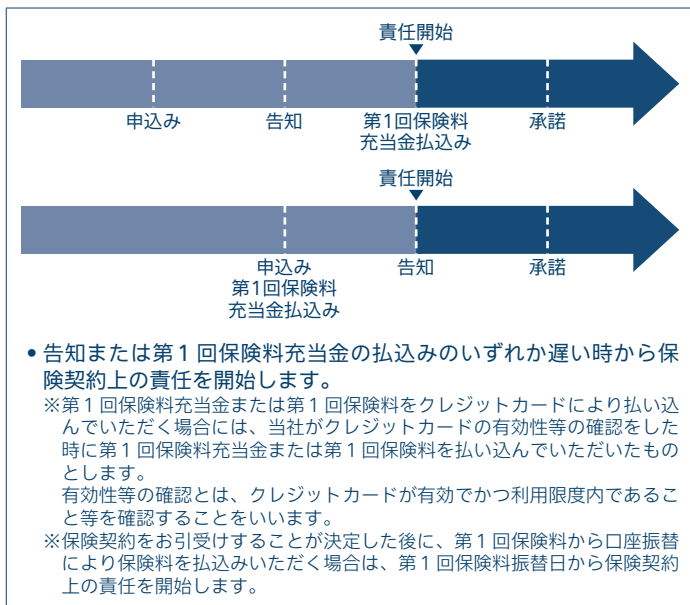 責任開始
申込み 告知 第1回保険料 承諾
充当金払込み
責任開始
申込み 告知 承諾
第1回保険料
充当金払込み
●告知または第1回保険料充当金の払込みのいずれか遅い時から保
険契約上の責任を開始します。
※第1回保険料充当金または第1回保険料をクレジットカードにより払い込
んでいただく場合には、当社がクレジットカードの有効性等の確認をした
時に第1回保険料充当金または第1回保険料を払い込んでいただいたもの
とします。
有効性等の確認とは、クレジットカードが有効でかつ利用限度内であるこ
と等を確認することをいいます。
※保険契約をお引受けすることが決定した後に、第1回保険料から口座振替
により保険料を払込みいただく場合は、第1回保険料振替日から保険契約
上の責任を開始します。